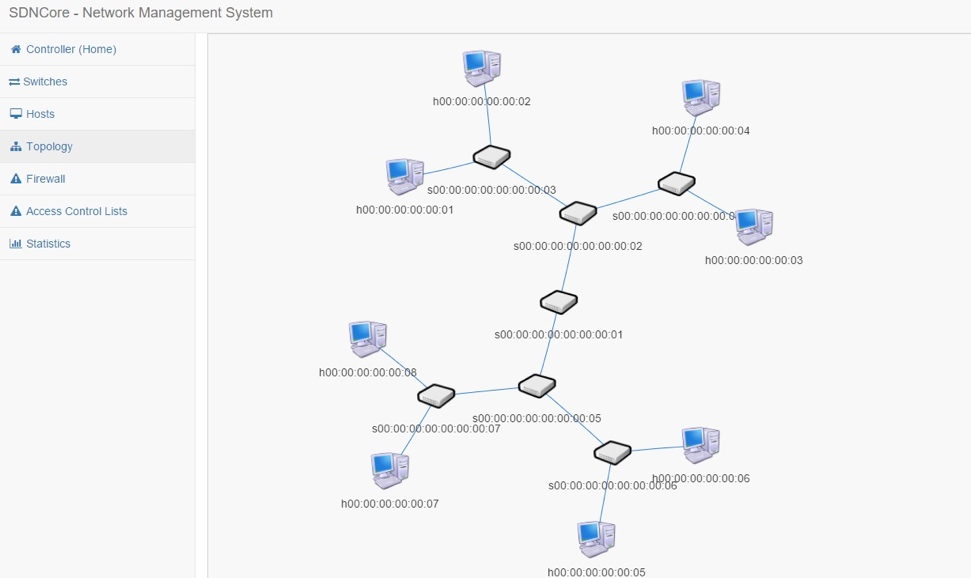 SDNCore - Network Management System
Controller (Home)
Switches
Hosts
Topology
Firewall
Access Control Lists
Statistics
h00:00:00:00:00:02
h00:00:00:00:00:04
s00:00:00:00:00:00:00:03
h00:00:00:00:00:01
s00:00:00:00:00:00:00:0
s00:00:00:00:00:00:00:02
h00:00:00:00:00:03
s00:00:00:00:00:00:00:01
h00:00:00:00:00:08
s00:00:00:00:00:00:00:05
s00:00:00:00:00:00:00:07
h00:00:00:00:00:06
s00:00:00:00:00:00:00:06
h00:00:00:00:00:07
h00:00:00:00:00:05